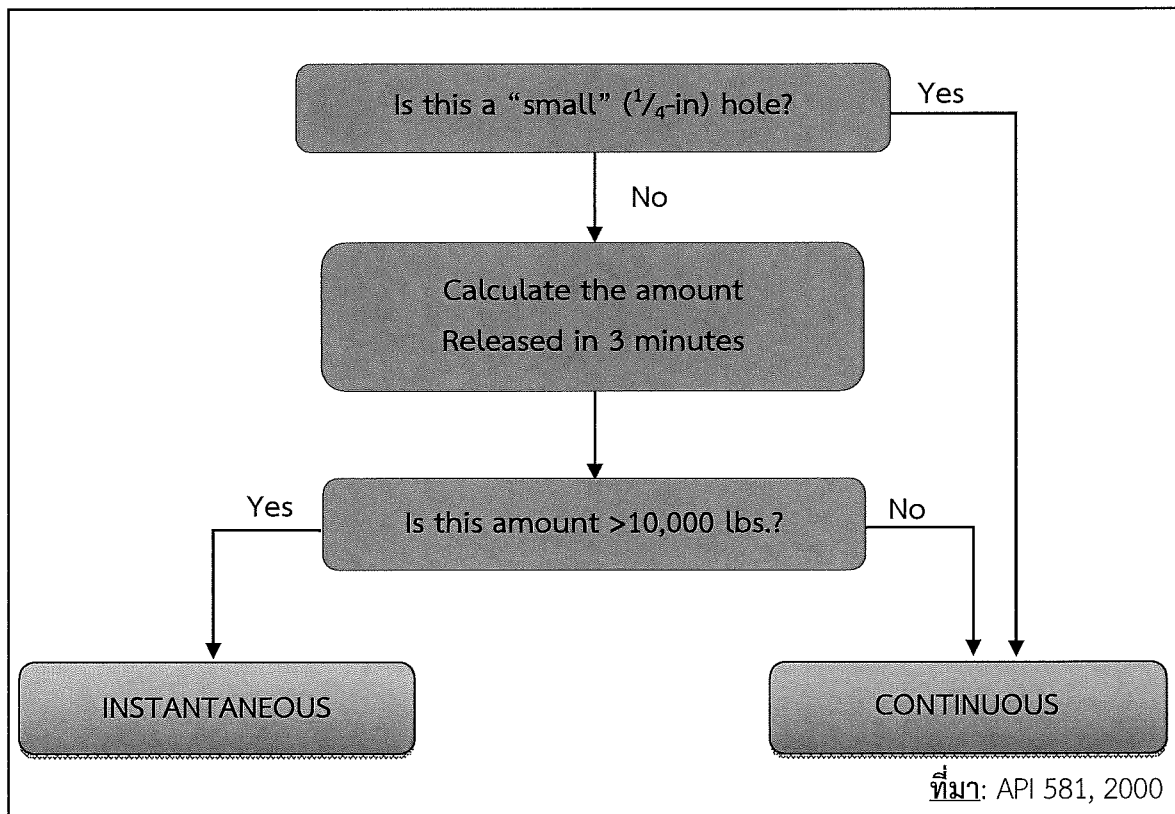 Is this a “small” (¹/₄-in) hole?
Yes
No
Calculate the amount
Released in 3 minutes
Yes
Is this amount >10,000 lbs.?
No
INSTANTANEOUS
CONTINUOUS
ที่มา: API 581, 2000